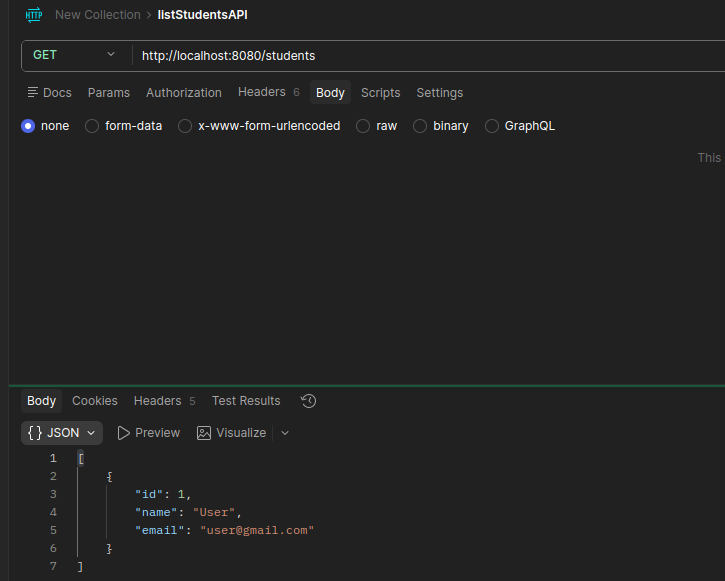 HTTP New Collection > listStudentsAPI
GET http://localhost:8080/students
Docs Params Authorization Headers 6 Body Scripts Settings
none form-data x-www-form-urlencoded raw binary GraphQL
This
Body Cookies Headers 5 Test Results
{} JSON Preview Visualize
1 [
2 {
3 "id": 1,
4 "name": "User",
5 "email": "user@gmail.com"
6 }
7 ]